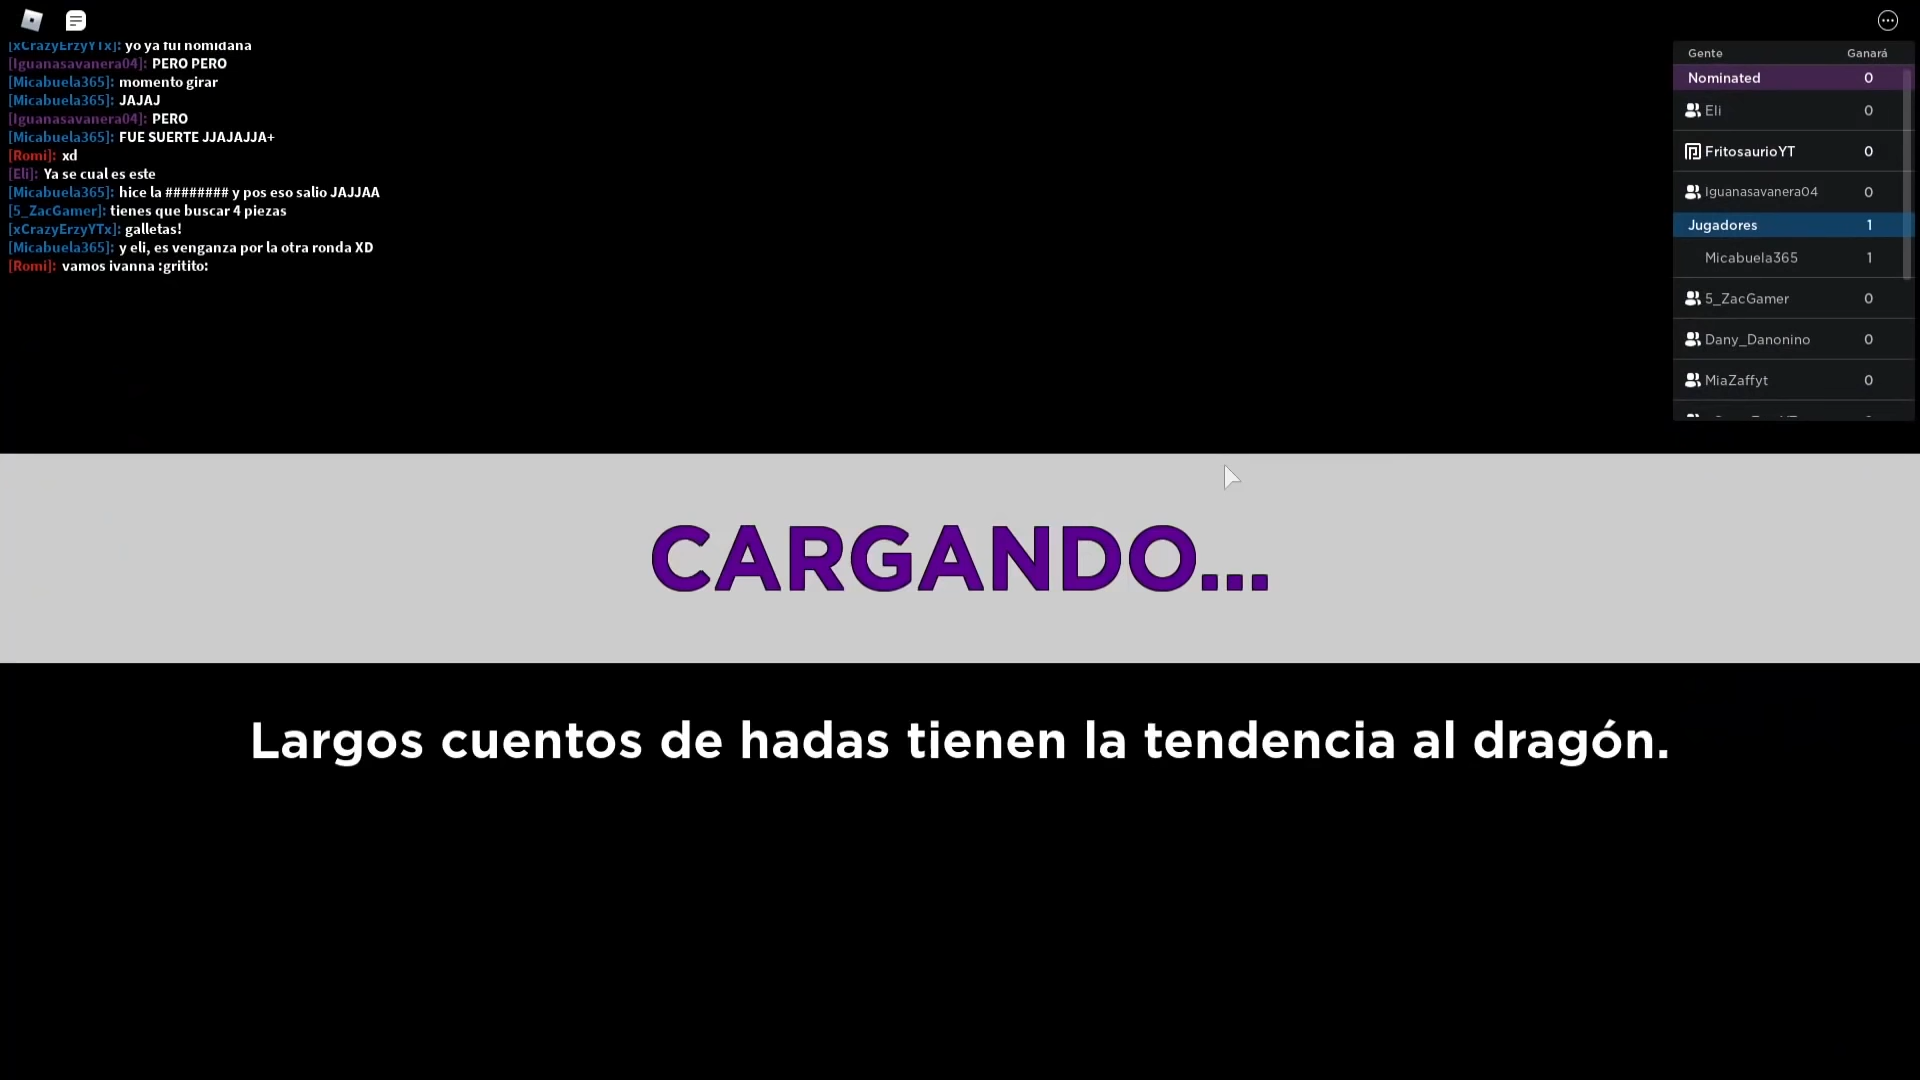 [xCrazyErzyYTx]: yo ya fui nomidana
[Iguanasavanera04]: PERO PERO
[Micabuela365]: momento girar
[Micabuela365]: JAJAJ
[Iguanasavanera04]: PERO
[Micabuela365]: FUE SUERTE JJAJAJJA+
[Romi]: xd
[Eli]: Ya se cual es este
[Micabuela365]: hice la ######## y pos eso salio JAJJAA
[5_ZacGamer]: tienes que buscar 4 piezas
[xCrazyErzyYTx]: galletas!
[Micabuela365]: y eli, es venganza por la otra ronda XD
[Romi]: vamos ivanna :gritito:
Gente Ganará
Nominated 0
Eli 0
FritosaurioYT 0
Iguanasavanera04 0
Jugadores 1
Micabuela365 1
5_ZacGamer 0
Dany_Danonino 0
MiaZaffyt 0
CARGANDO...
Largos cuentos de hadas tienen la tendencia al dragón.